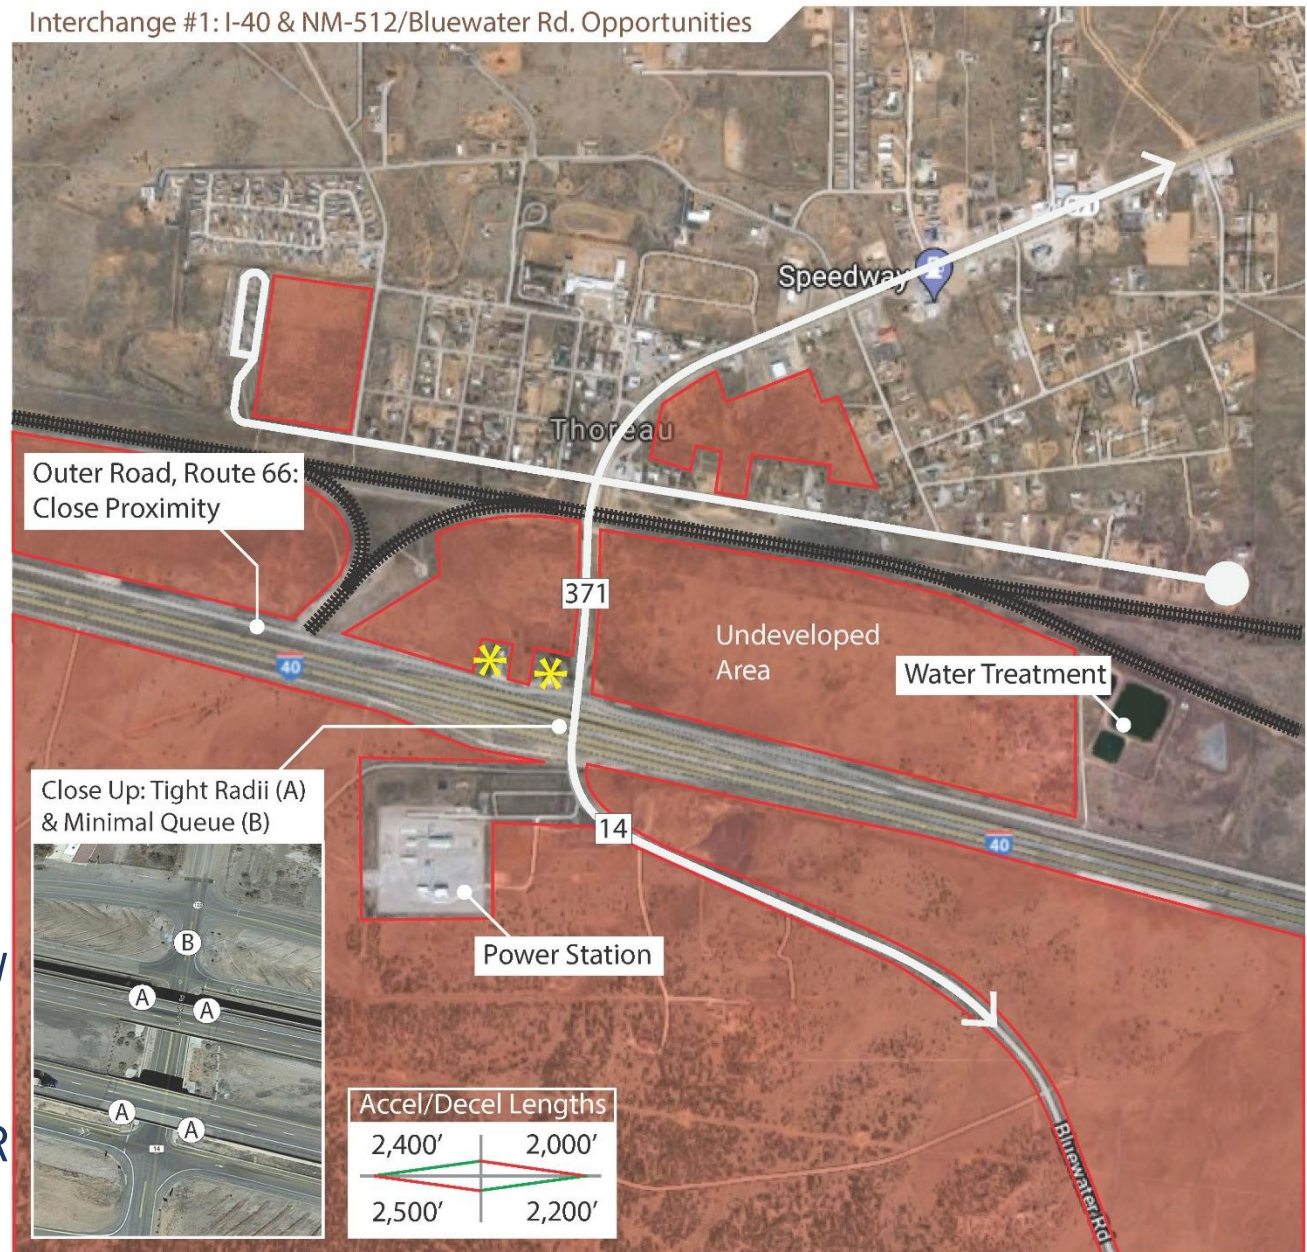 Interchange #1: I-40 & NM-512/Bluewater Rd. Opportunities
Speedway
Thoreau
Outer Road, Route 66:
Close Proximity
371
Undeveloped
Area
40
Water Treatment
Close Up: Tight Radii (A)
& Minimal Queue (B)
14
40
Power Station
B
A
A
A
A
14
Accel/Decel Lengths
2,400’
2,000’
2,500’
2,200’
Bluewater Rd
/
R